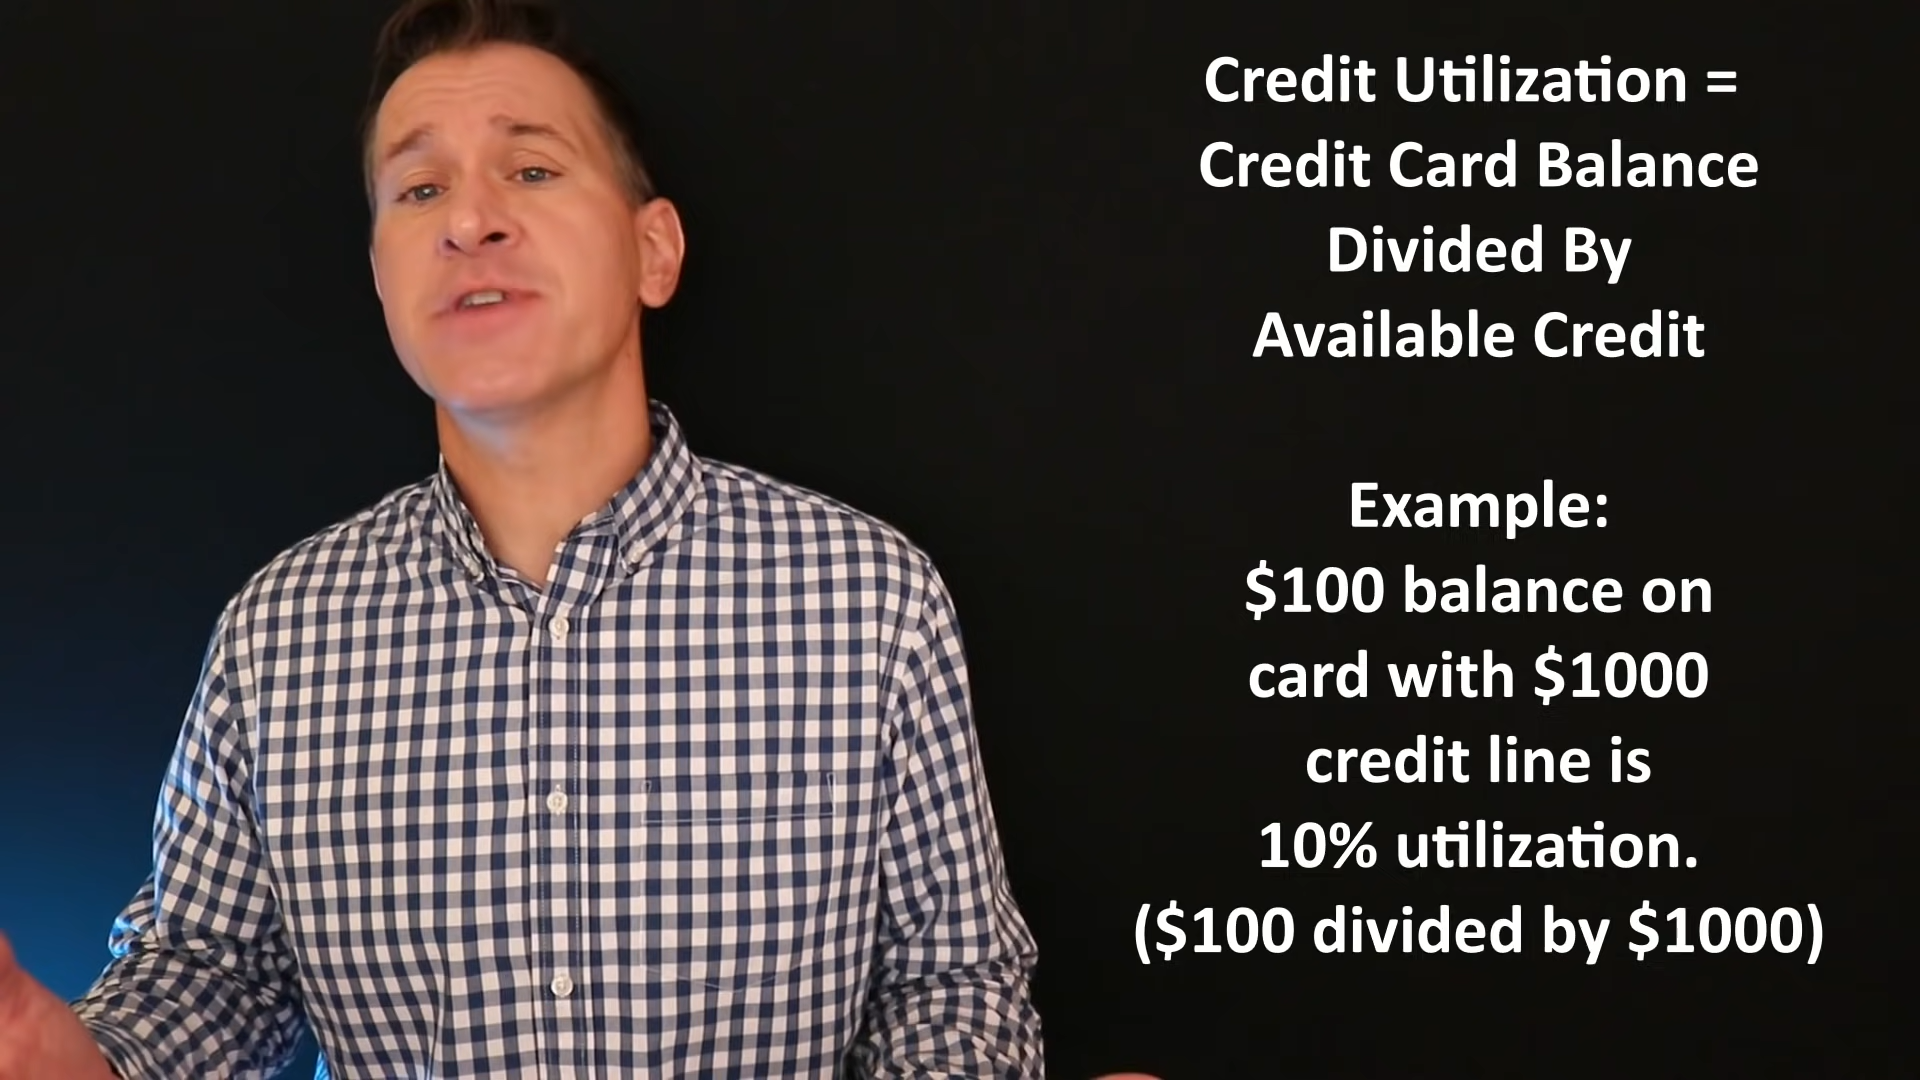 Credit Utilization =
Credit Card Balance
Divided By
Available Credit
Example:
$100 balance on
card with $1000
credit line is
10% utilization.
($100 divided by $1000)